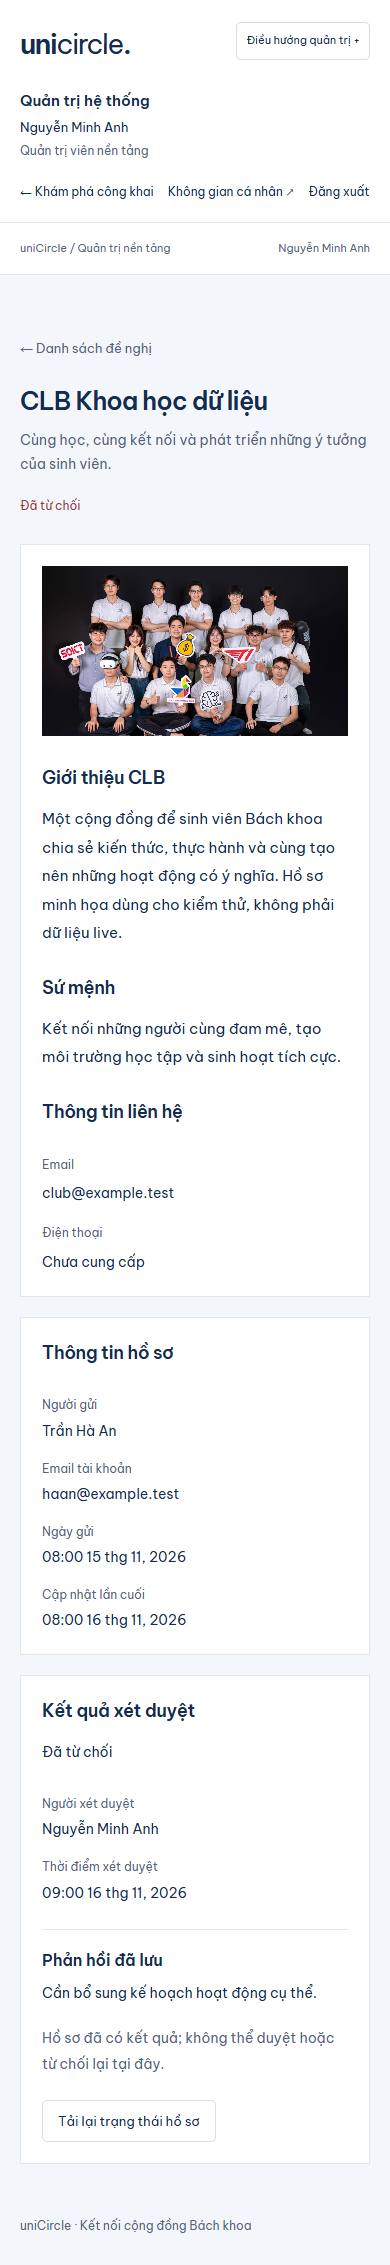 unicircle.
Điều hướng quản trị +
Quản trị hệ thống
Nguyễn Minh Anh
Quản trị viên nền tảng
← Khám phá công khai Không gian cá nhân ↗ Đăng xuất
uniCircle / Quản trị nền tảng Nguyễn Minh Anh
← Danh sách đề nghị
CLB Khoa học dữ liệu
Cùng học, cùng kết nối và phát triển những ý tưởng
của sinh viên.
Đã từ chối
SOICT
Giới thiệu CLB
Một cộng đồng để sinh viên Bách khoa
chia sẻ kiến thức, thực hành và cùng tạo
nên những hoạt động có ý nghĩa. Hồ sơ
minh họa dùng cho kiểm thử, không phải
dữ liệu live.
Sứ mệnh
Kết nối những người cùng đam mê, tạo
môi trường học tập và sinh hoạt tích cực.
Thông tin liên hệ
Email
club@example.test
Điện thoại
Chưa cung cấp
Thông tin hồ sơ
Người gửi
Trần Hà An
Email tài khoản
haan@example.test
Ngày gửi
08:00 15 thg 11, 2026
Cập nhật lần cuối
08:00 16 thg 11, 2026
Kết quả xét duyệt
Đã từ chối
Người xét duyệt
Nguyễn Minh Anh
Thời điểm xét duyệt
09:00 16 thg 11, 2026
Phản hồi đã lưu
Cần bổ sung kế hoạch hoạt động cụ thể.
Hồ sơ đã có kết quả; không thể duyệt hoặc
từ chối lại tại đây.
Tải lại trạng thái hồ sơ
uniCircle · Kết nối cộng đồng Bách khoa